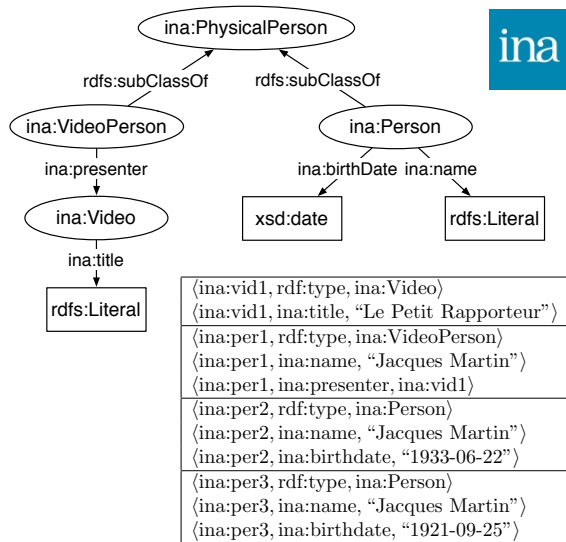 ina:PhysicalPerson
ina
rdfs:subClassOf rdfs:subClassOf
ina:VideoPerson ina:Person
ina:presenter ina:birthDate ina:name
ina:Video xsd:date rdfs:Literal
ina:title
rdfs:Literal
⟨ina:vid1, rdf:type, ina:Video⟩
⟨ina:vid1, ina:title, “Le Petit Rapporteur”⟩
⟨ina:per1, rdf:type, ina:VideoPerson⟩
⟨ina:per1, ina:name, “Jacques Martin”⟩
⟨ina:per1, ina:presenter, ina:vid1⟩
⟨ina:per2, rdf:type, ina:Person⟩
⟨ina:per2, ina:name, “Jacques Martin”⟩
⟨ina:per2, ina:birthdate, “1933-06-22”⟩
⟨ina:per3, rdf:type, ina:Person⟩
⟨ina:per3, ina:name, “Jacques Martin”⟩
⟨ina:per3, ina:birthdate, “1921-09-25”⟩